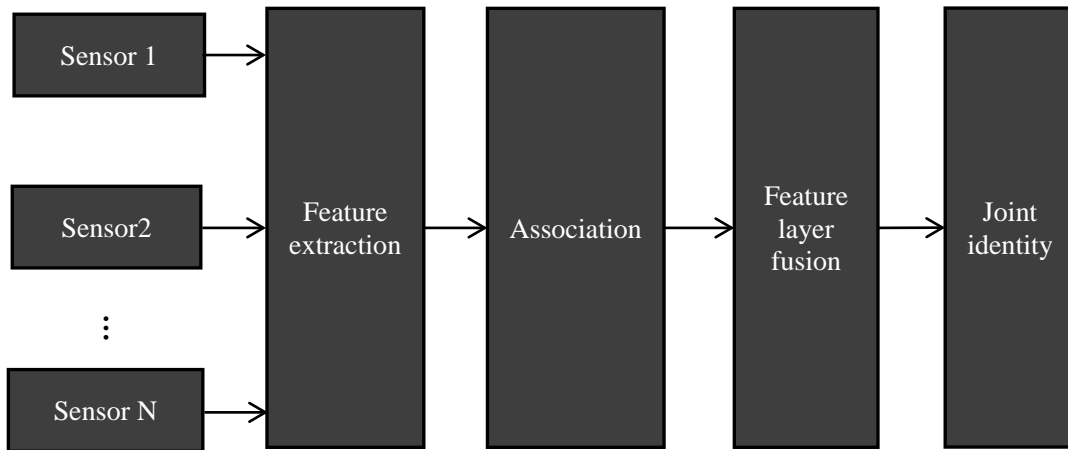 Sensor 1
Sensor2
⋮
Sensor N
Feature
extraction
Association
Feature
layer
fusion
Joint
identity